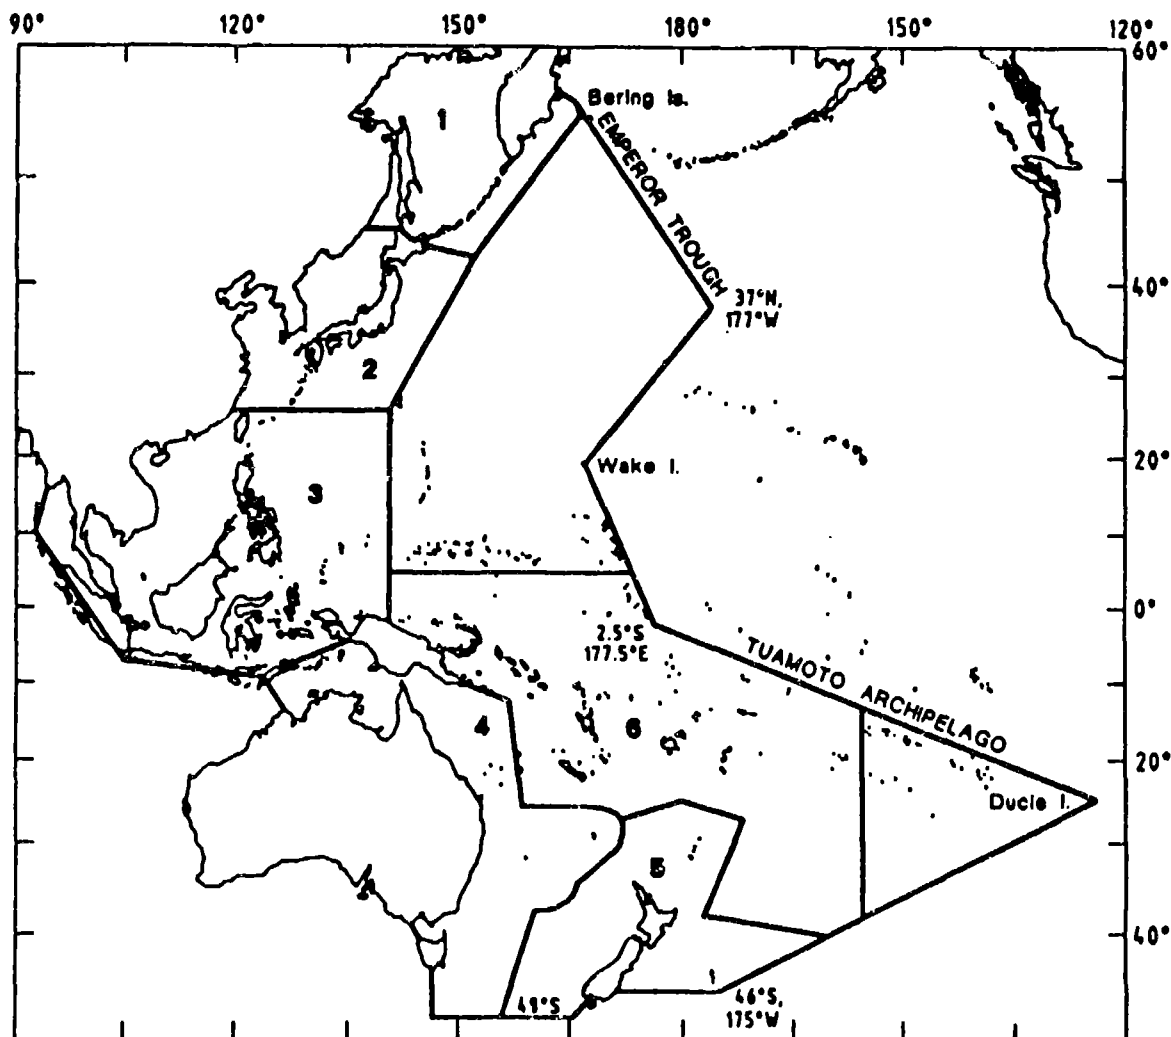 90° 120° 150° 180° 150° 120°
60°
Bering Is.
1
EMPEROR TROUGH
37°N,
177°W
40°
2
Wake I.
20°
3
0°
2.5°S
177.5°E
TUAMOTO ARCHIPELAGO
4
6
20°
Ducie I.
5
40°
49°S
46°S,
175°W